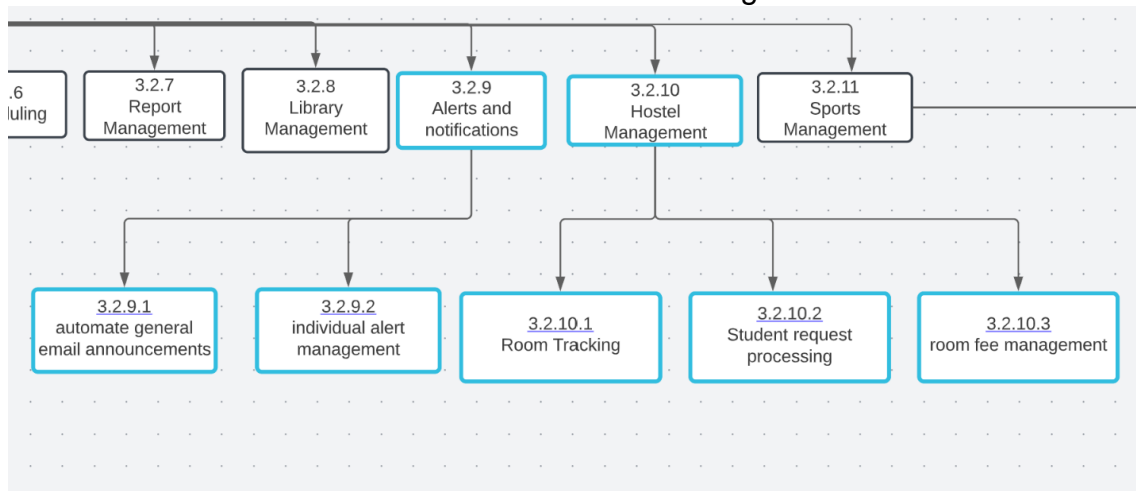 .6
uling
3.2.7
Report
Management
3.2.8
Library
Management
3.2.9
Alerts and
notifications
3.2.10
Hostel
Management
3.2.11
Sports
Management
3.2.9.1
automate general
email announcements
3.2.9.2
individual alert
management
3.2.10.1
Room Tracking
3.2.10.2
Student request
processing
3.2.10.3
room fee management